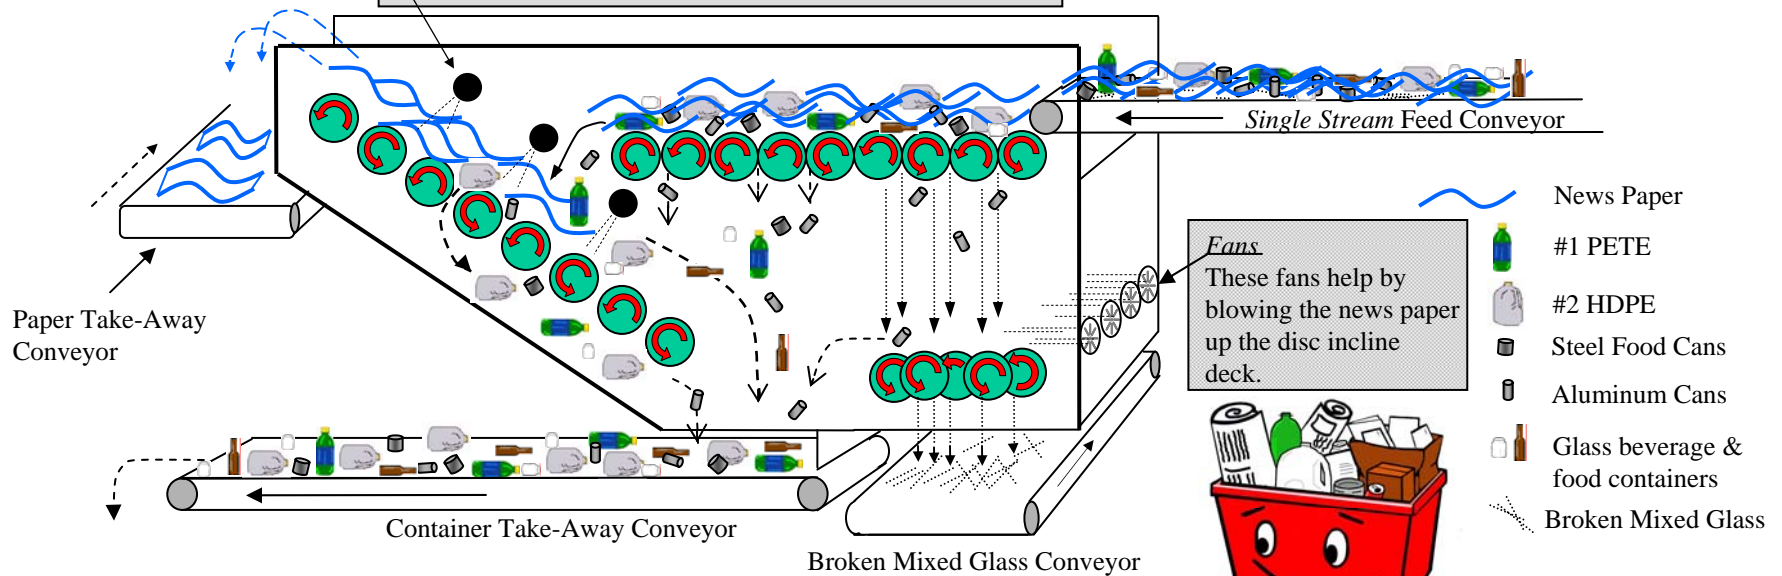 Single Stream Feed Conveyor
News Paper
Fans
These fans help by
blowing the news paper
up the disc incline
deck.
#1 PETE
#2 HDPE
Paper Take-Away
Conveyor
Steel Food Cans
Aluminum Cans
Glass beverage &
food containers
Broken Mixed Glass
Container Take-Away Conveyor
Broken Mixed Glass Conveyor